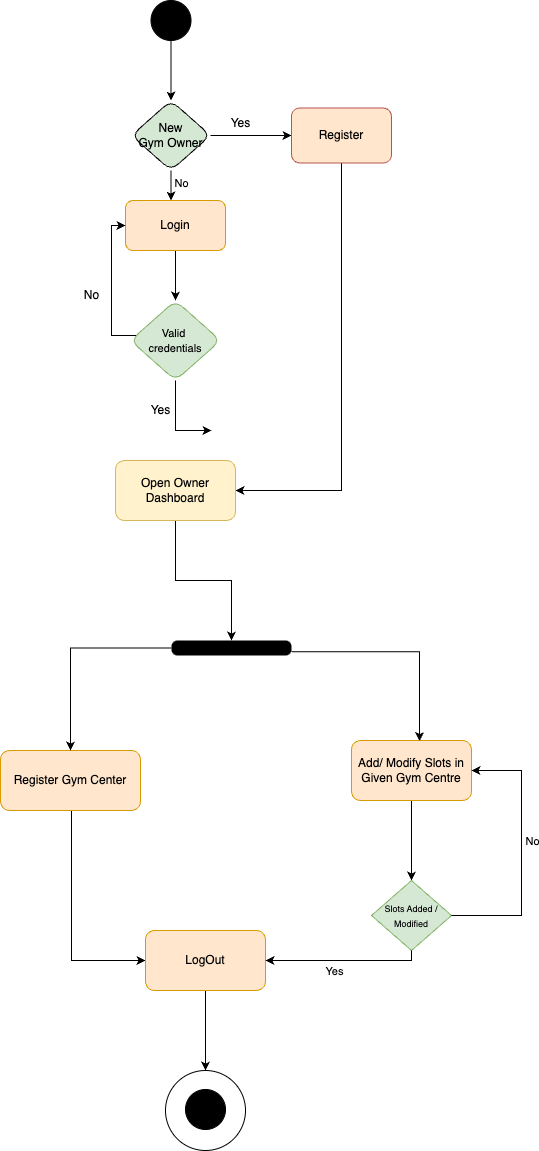 New
Gym Owner
Yes
Register
No
Login
No
Valid
credentials
Yes
Open Owner
Dashboard
Register Gym Center
Add/ Modify Slots in
Given Gym Centre
No
Slots Added /
Modified
LogOut
Yes